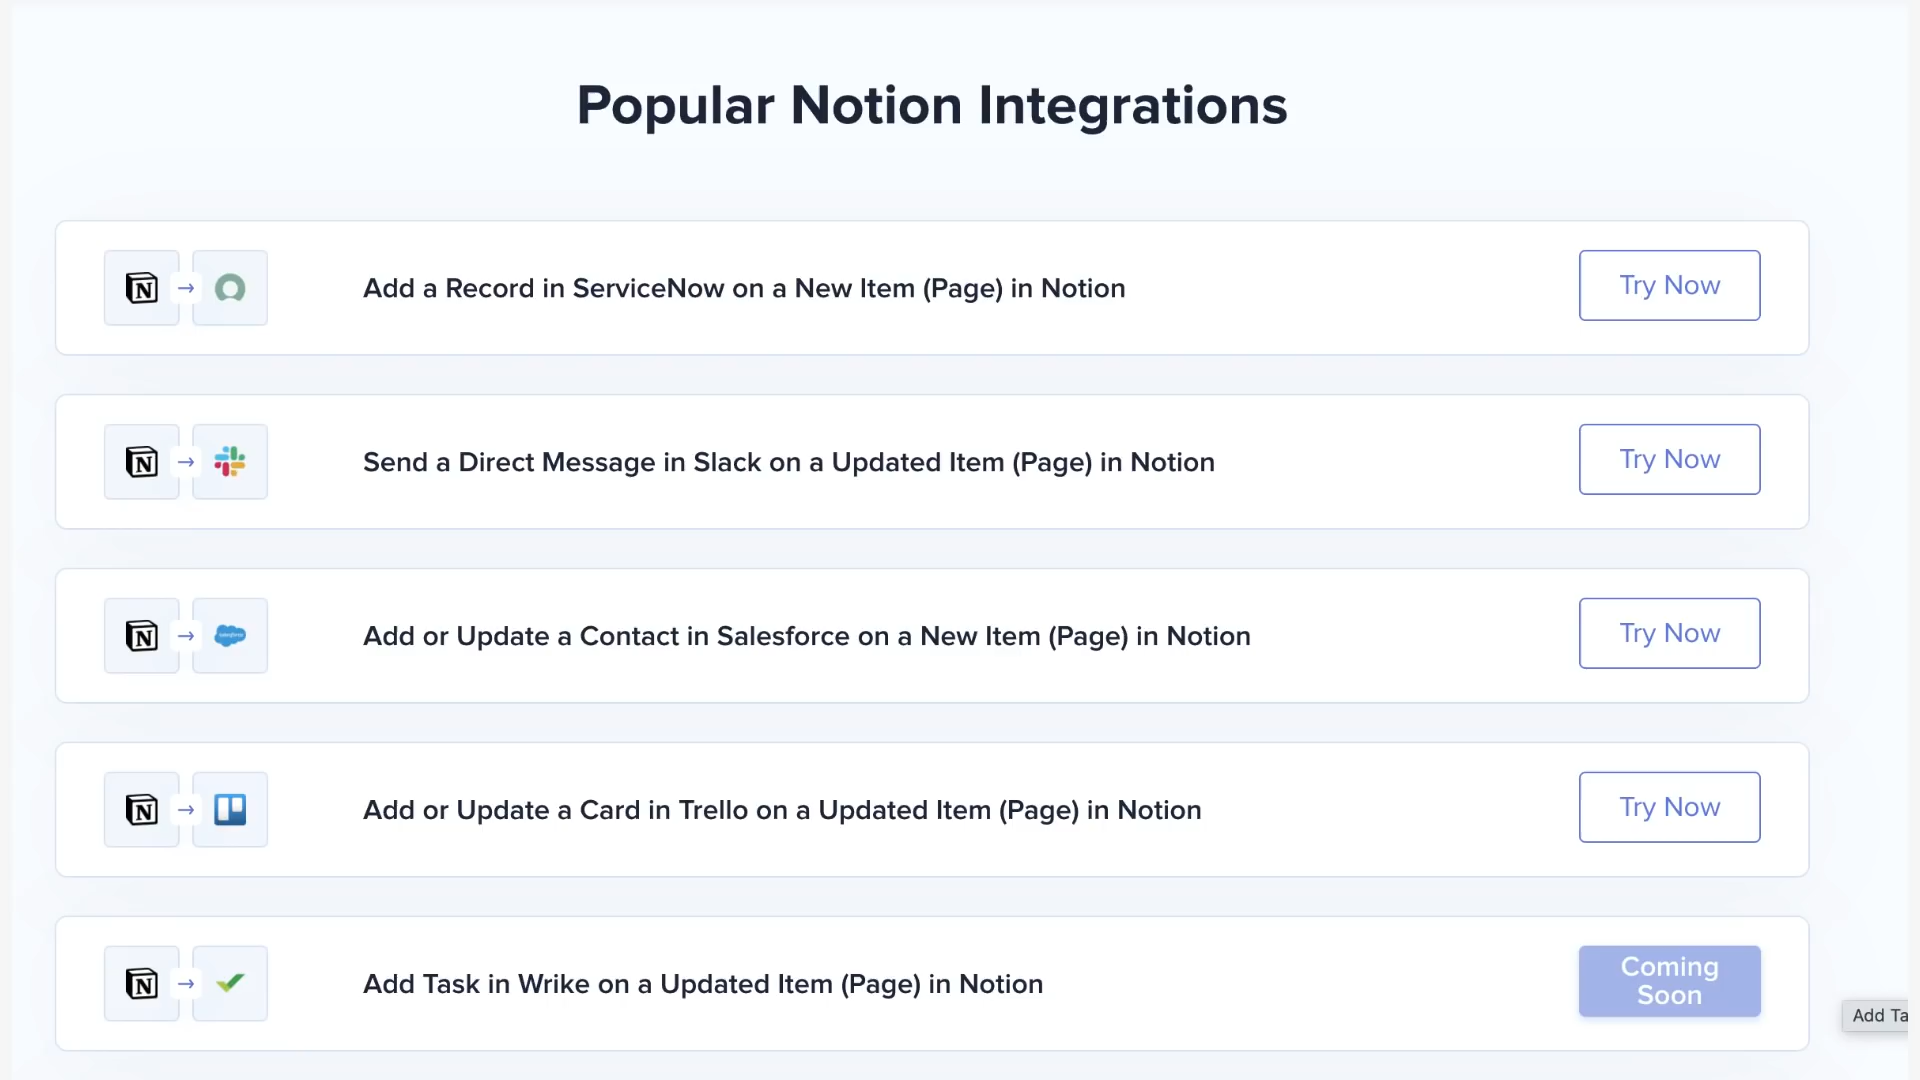 Popular Notion Integrations
Add a Record in ServiceNow on a New Item (Page) in Notion
Try Now
Send a Direct Message in Slack on a Updated Item (Page) in Notion
Try Now
Add or Update a Contact in Salesforce on a New Item (Page) in Notion
Try Now
Add or Update a Card in Trello on a Updated Item (Page) in Notion
Try Now
Add Task in Wrike on a Updated Item (Page) in Notion
Coming
Soon
Add Ta